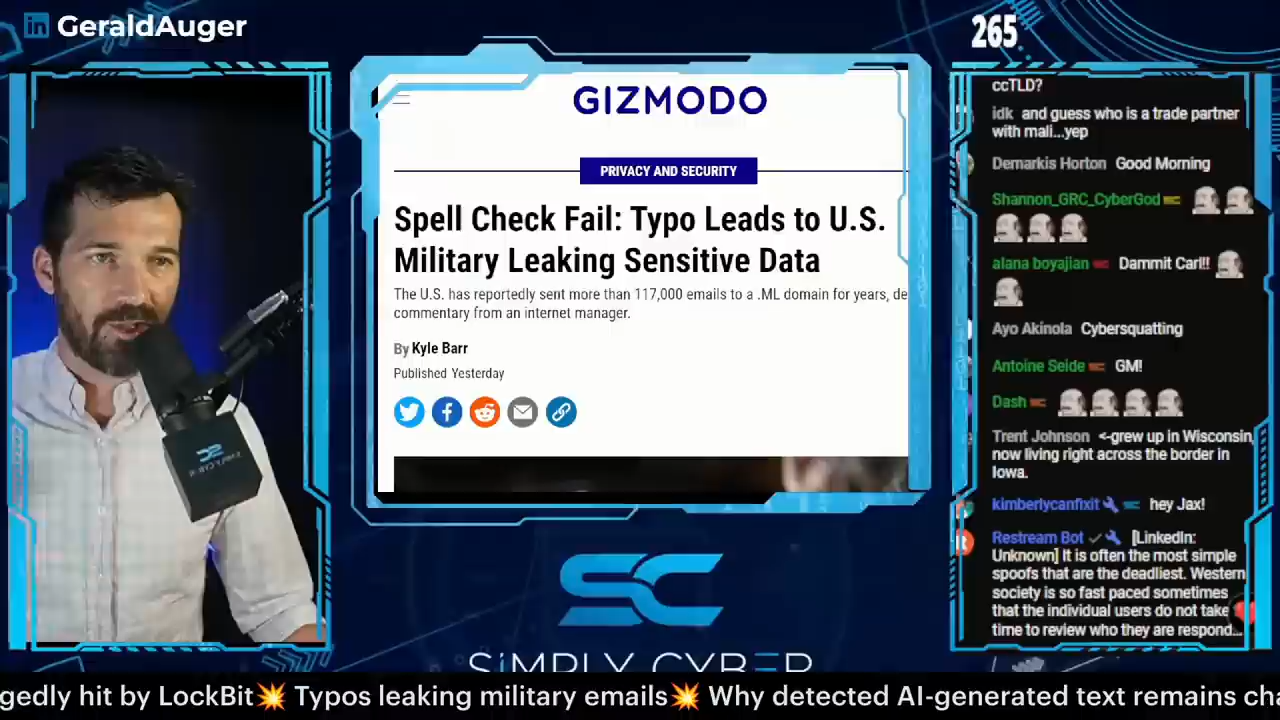 in GeraldAuger
GIZMODO
PRIVACY AND SECURITY
Spell Check Fail: Typo Leads to U.S.
Military Leaking Sensitive Data
The U.S. has reportedly sent more than 117,000 emails to a .ML domain for years, de
commentary from an internet manager.
By Kyle Barr
Published Yesterday
SC
SIMPLY CYBER
SC
SIMPLY CYBER
265
ccTLD?
idk and guess who is a trade partner
with mali...yep
Demarkis Horton Good Morning
Shannon_GRC_CyberGod
alana boyajian Dammit Carl!!
Ayo Akinola Cybersquatting
Antoine Seide GM!
Dash
Trent Johnson <-grew up in Wisconsin,
now living right across the border in
Iowa.
kimberlycanfixit hey Jax!
Restream Bot [LinkedIn:
Unknown] It is often the most simple
spoofs that are the deadliest. Western
society is so fast paced sometimes
that the individual users do not take
time to review who they are respond...
gedly hit by LockBit💥 Typos leaking military emails💥 Why detected AI-generated text remains cha